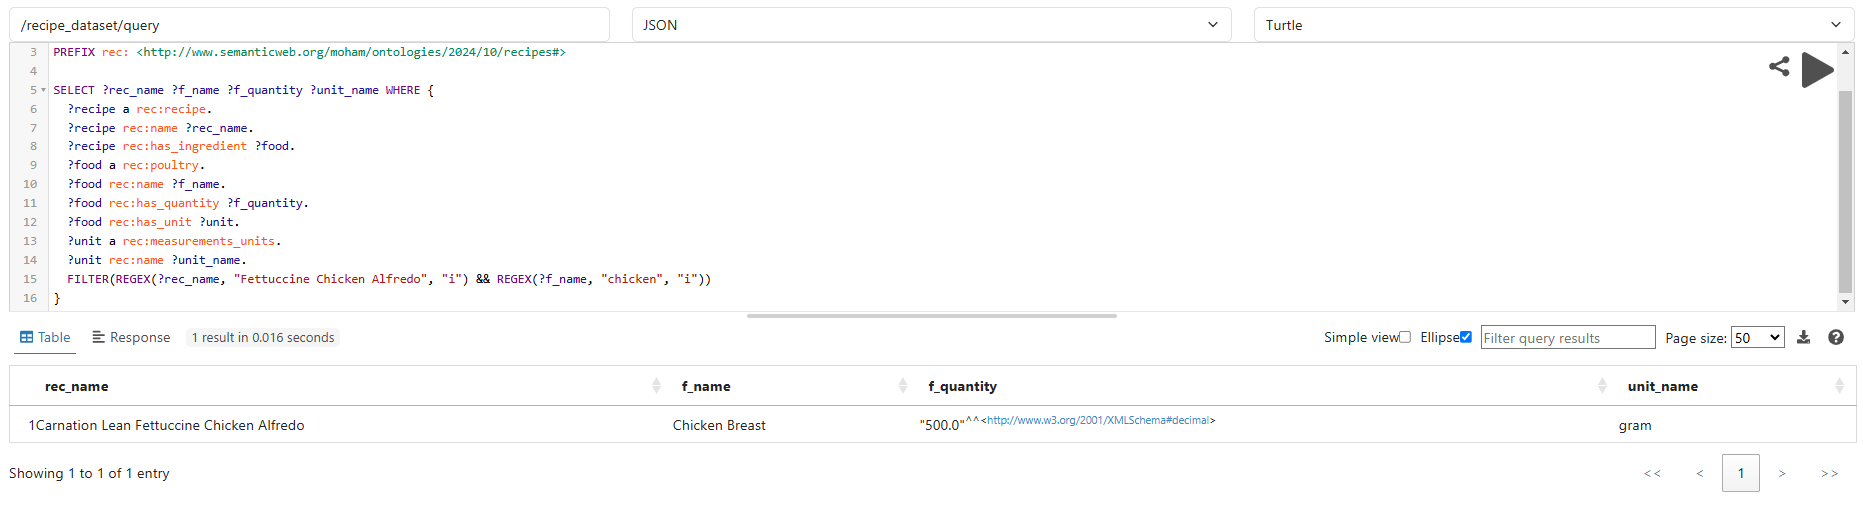 /recipe_dataset/query JSON Turtle
3 PREFIX rec: <http://www.semanticweb.org/moham/ontologies/2024/10/recipes#>
4
5 SELECT ?rec_name ?f_name ?f_quantity ?unit_name WHERE {
6 ?recipe a rec:recipe.
7 ?recipe rec:name ?rec_name.
8 ?recipe rec:has_ingredient ?food.
9 ?food a rec:poultry.
10 ?food rec:name ?f_name.
11 ?food rec:has_quantity ?f_quantity.
12 ?food rec:has_unit ?unit.
13 ?unit a rec:measurements_units.
14 ?unit rec:name ?unit_name.
15 FILTER(REGEX(?rec_name, "Fettuccine Chicken Alfredo", "i") && REGEX(?f_name, "chicken", "i"))
16 }
Table Response 1 result in 0.016 seconds Simple view Ellipse Filter query results Page size: 50
rec_name f_name f_quantity unit_name
1Carnation Lean Fettuccine Chicken Alfredo Chicken Breast "500.0"^^<http://www.w3.org/2001/XMLSchema#decimal> gram
Showing 1 to 1 of 1 entry << < 1 > >>